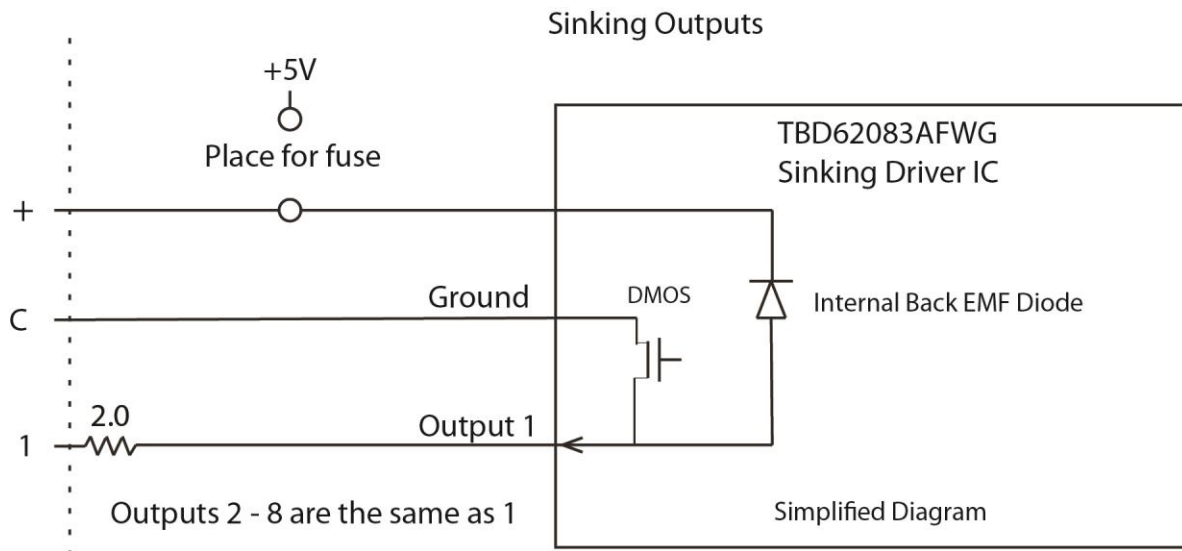 Sinking Outputs
+5V
Place for fuse
TBD62083AFWG
Sinking Driver IC
+
Ground
DMOS
Internal Back EMF Diode
C
2.0
Output 1
1
Outputs 2 - 8 are the same as 1
Simplified Diagram